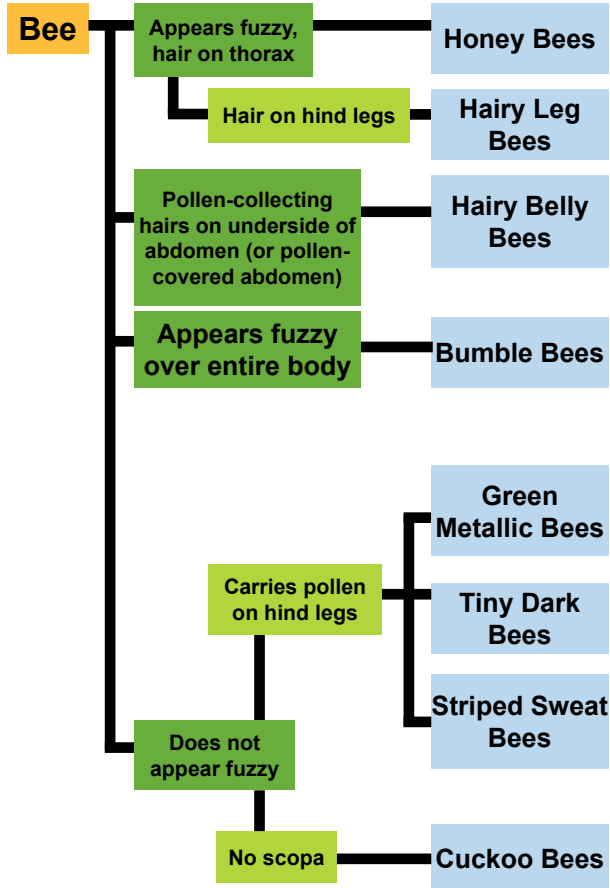 Bee
Appears fuzzy,
hair on thorax
Honey Bees
Hair on hind legs
Hairy Leg
Bees
Pollen-collecting
hairs on underside of
abdomen (or pollen-
covered abdomen)
Hairy Belly
Bees
Appears fuzzy
over entire body
Bumble Bees
Green
Metallic Bees
Carries pollen
on hind legs
Tiny Dark
Bees
Striped Sweat
Bees
Does not
appear fuzzy
No scopa
Cuckoo Bees